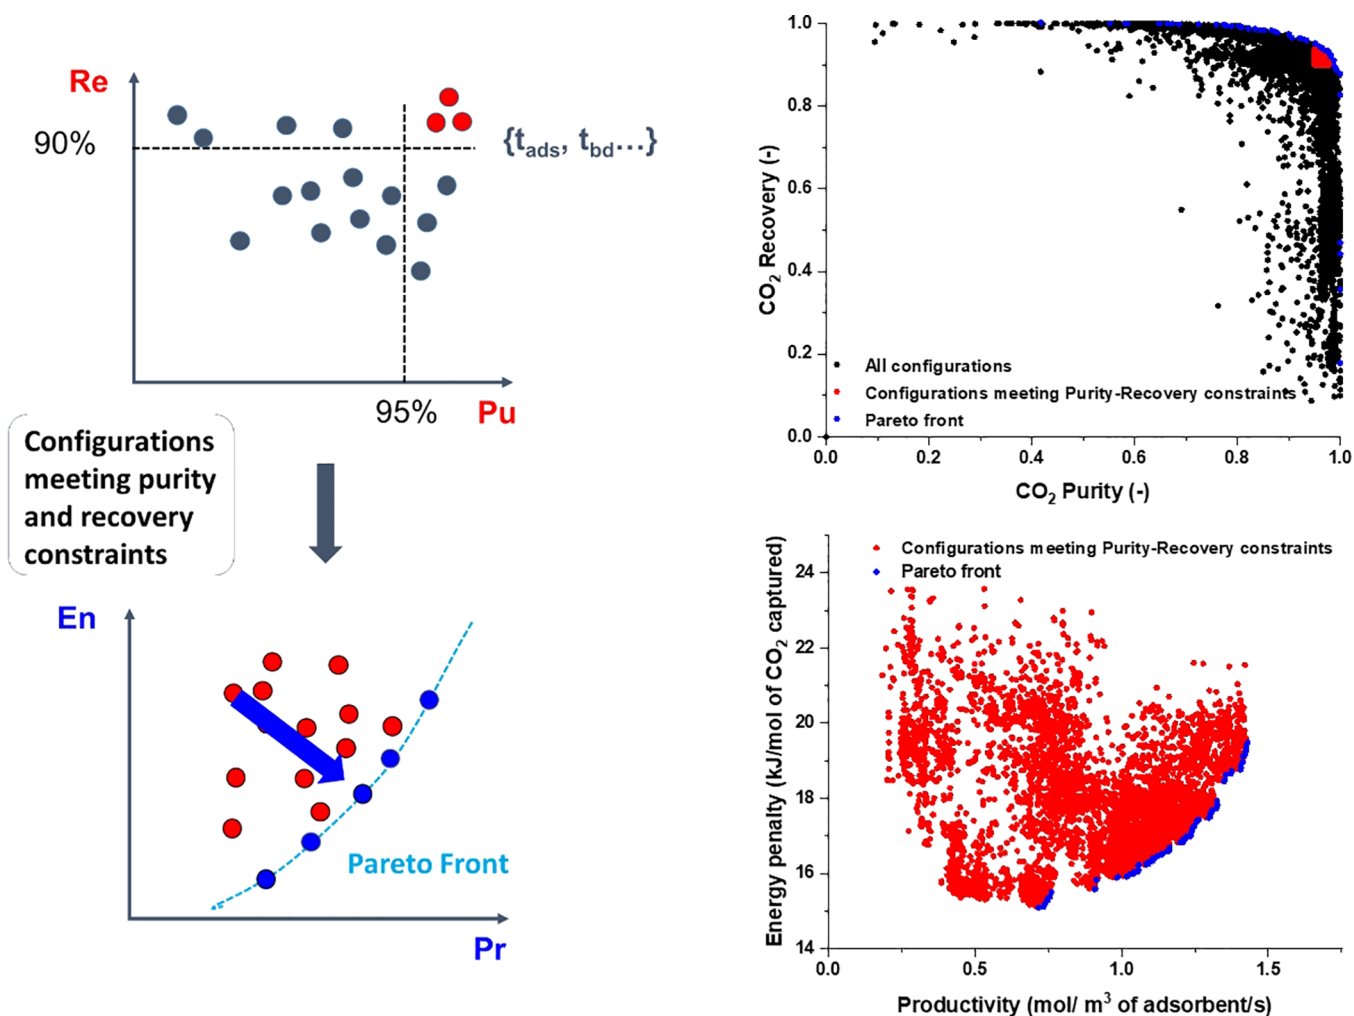 Re
90%
{t_ads, t_bd...}
95%
Pu
Configurations
meeting purity
and recovery
constraints
En
Pareto Front
Pr
1.0
0.8
0.6
0.4
0.2
0.0
CO₂ Recovery (-)
All configurations
Configurations meeting Purity-Recovery constraints
Pareto front
0.0 0.2 0.4 0.6 0.8 1.0
CO₂ Purity (-)
Energy penalty (kJ/mol of CO₂ captured)
Configurations meeting Purity-Recovery constraints
Pareto front
24
22
20
18
16
14
0.0 0.5 1.0 1.5
Productivity (mol/ m³ of adsorbent/s)